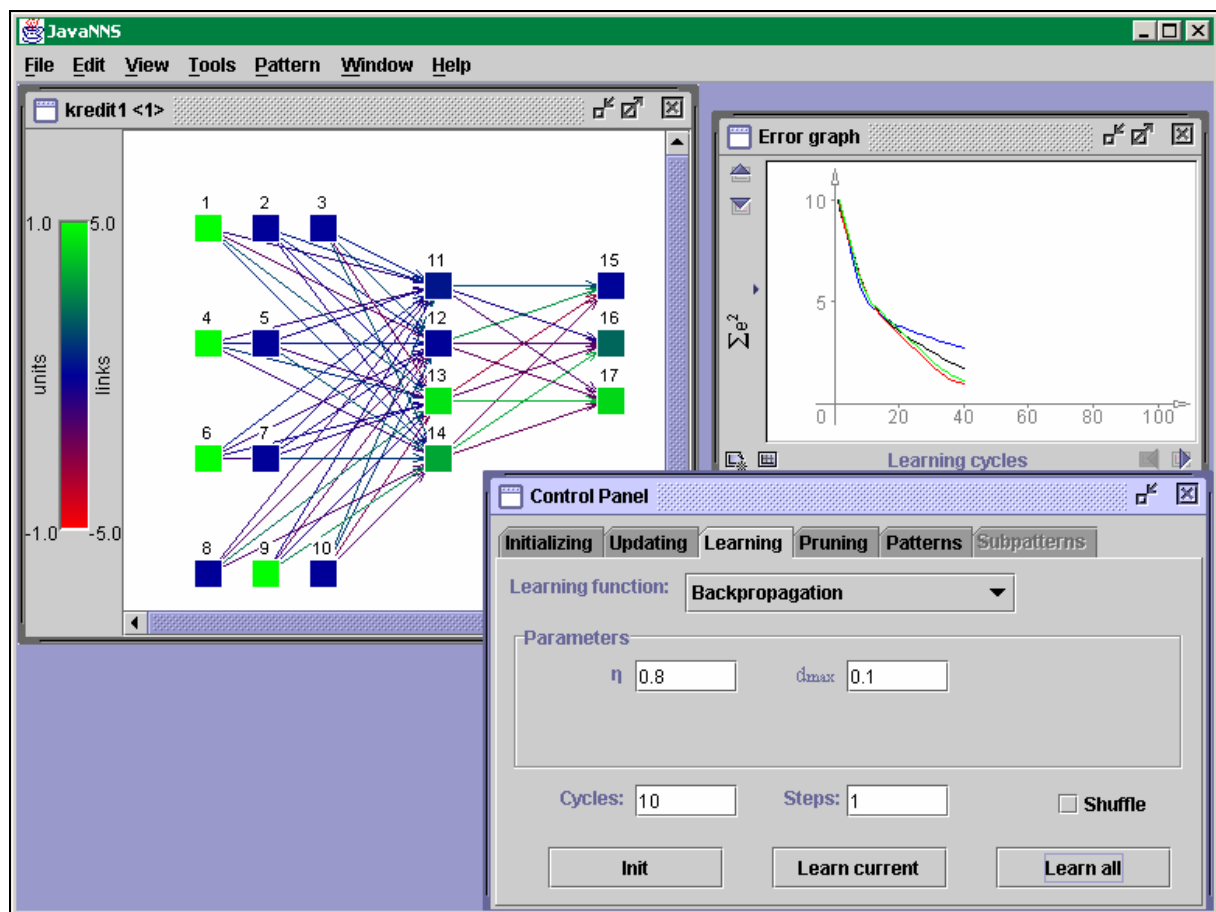 JavaNNS
File Edit View Tools Pattern Window Help
kredit1 <1>
1.0 5.0
units
links
-1.0 -5.0
1 2 3
11 15
4 5 12 16
13 17
6 7 14
8 9 10
Error graph
10
5
∑e²
0 20 40 60 80 100
Learning cycles
Control Panel
Initializing Updating Learning Pruning Patterns Subpatterns
Learning function: Backpropagation
Parameters
η 0.8 dmax 0.1
Cycles: 10 Steps: 1 Shuffle
Init Learn current Learn all